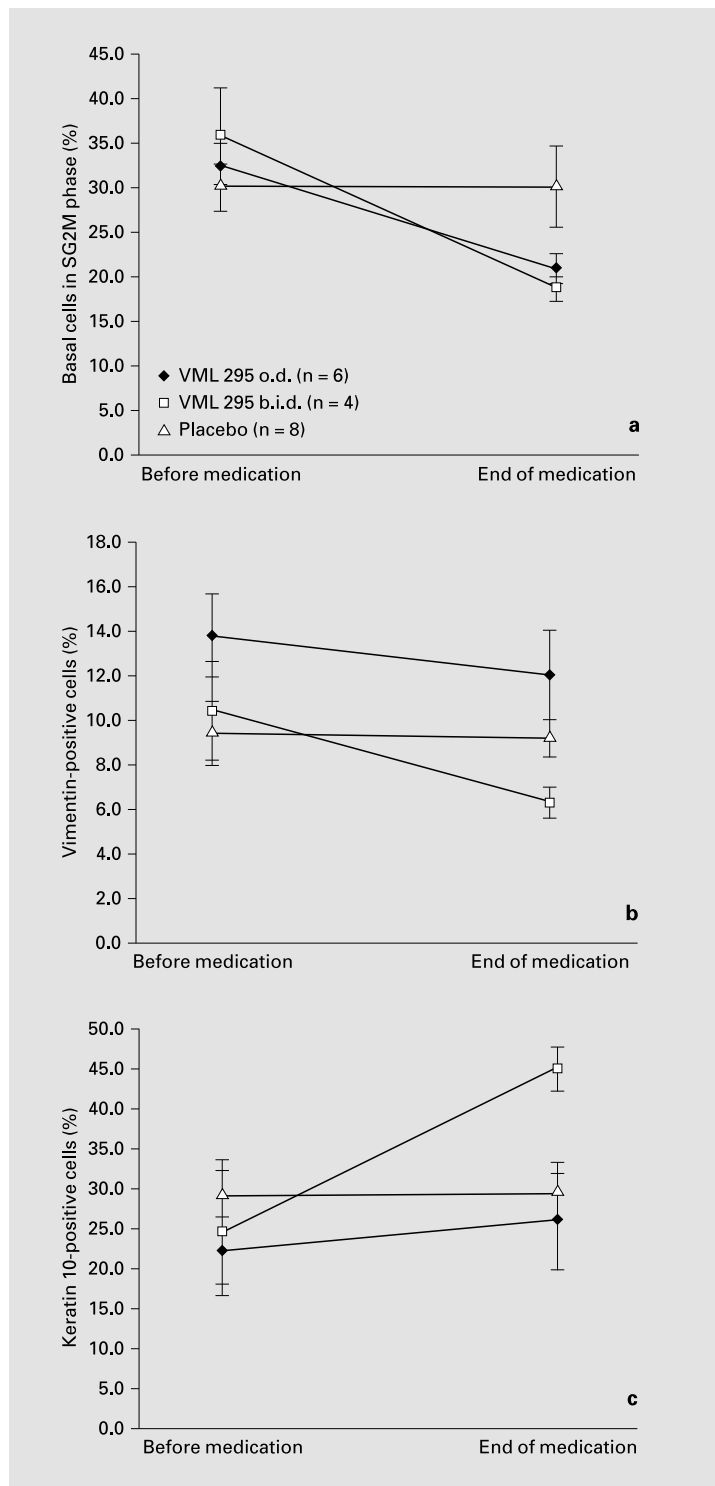 45.0
40.0
35.0
30.0
25.0
20.0
15.0
10.0
5.0
0.0
Basal cells in SG2M phase (%)
VML 295 o.d. (n = 6)
VML 295 b.i.d. (n = 4)
Placebo (n = 8)
a
Before medication End of medication
18.0
16.0
14.0
12.0
10.0
8.0
6.0
4.0
2.0
0.0
Vimentin-positive cells (%)
b
Before medication End of medication
50.0
45.0
40.0
35.0
30.0
25.0
20.0
15.0
10.0
5.0
0.0
Keratin 10-positive cells (%)
c
Before medication End of medication